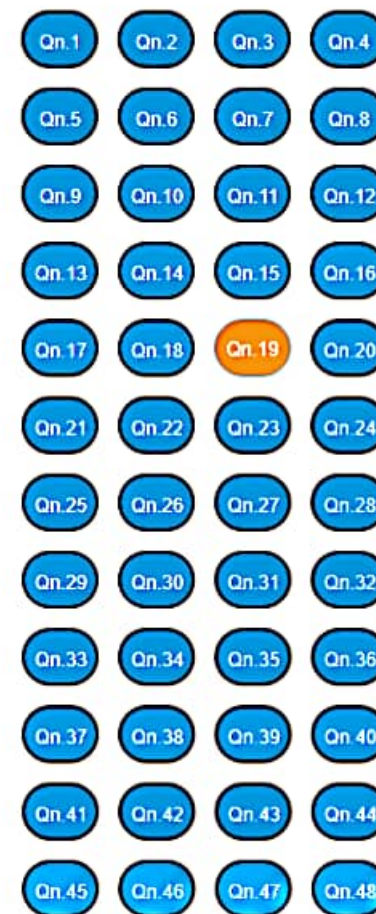 Qn.1 Qn.2 Qn.3 Qn.4
Qn.5 Qn.6 Qn.7 Qn.8
Qn.9 Qn.10 Qn.11 Qn.12
Qn.13 Qn.14 Qn.15 Qn.16
Qn.17 Qn.18 Qn.19 Qn.20
Qn.21 Qn.22 Qn.23 Qn.24
Qn.25 Qn.26 Qn.27 Qn.28
Qn.29 Qn.30 Qn.31 Qn.32
Qn.33 Qn.34 Qn.35 Qn.36
Qn.37 Qn.38 Qn.39 Qn.40
Qn.41 Qn.42 Qn.43 Qn.44
Qn.45 Qn.46 Qn.47 Qn.48